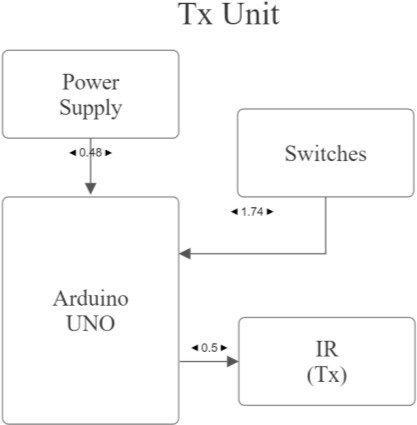 Tx Unit
Power
Supply
◄ 0.48 ►
Switches
◄ 1.74 ►
Arduino
UNO
◄ 0.5 ►
IR
(Tx)